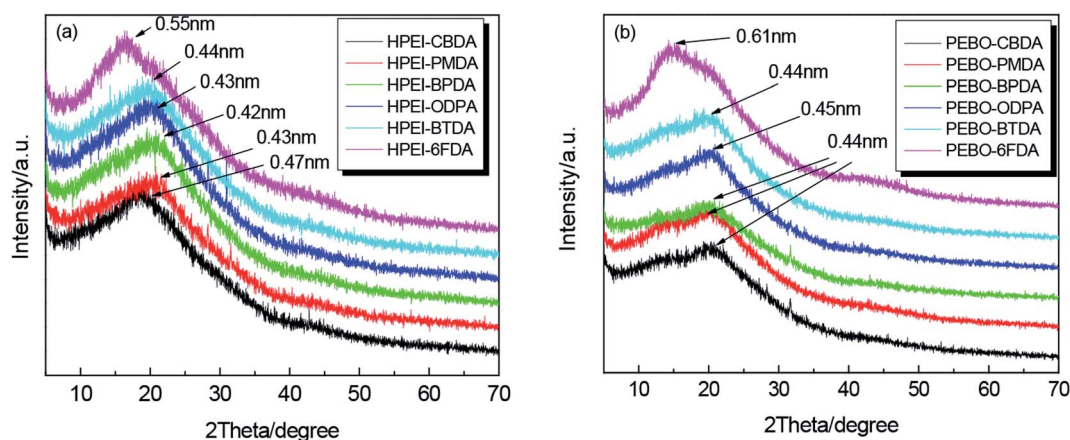 (a)
0.55nm
0.44nm
0.43nm
0.42nm
0.43nm
0.47nm
HPEI-CBDA
HPEI-PMDA
HPEI-BPDA
HPEI-ODPA
HPEI-BTDA
HPEI-6FDA
Intensity/a.u.
10 20 30 40 50 60 70
2Theta/degree
(b)
0.61nm
0.44nm
0.45nm
0.44nm
PEBO-CBDA
PEBO-PMDA
PEBO-BPDA
PEBO-ODPA
PEBO-BTDA
PEBO-6FDA
Intensity/a.u.
10 20 30 40 50 60 70
2Theta/degree